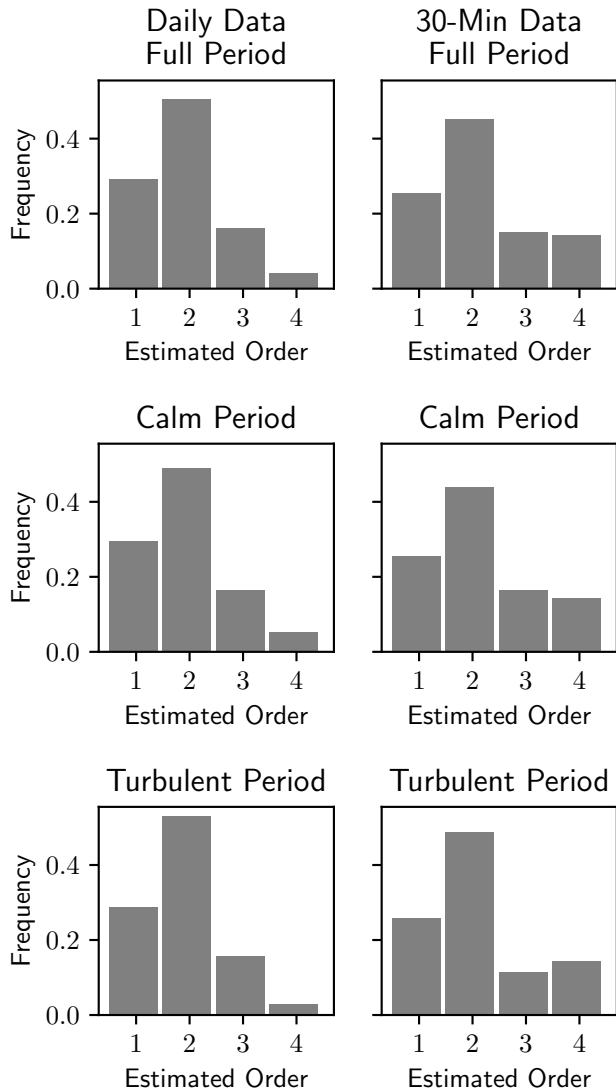 Daily Data
Full Period
30-Min Data
Full Period
Frequency
0.4
0.2
0.0
1 2 3 4
Estimated Order
1 2 3 4
Estimated Order
Calm Period
Calm Period
Frequency
0.4
0.2
0.0
1 2 3 4
Estimated Order
1 2 3 4
Estimated Order
Turbulent Period
Turbulent Period
Frequency
0.4
0.2
0.0
1 2 3 4
Estimated Order
1 2 3 4
Estimated Order